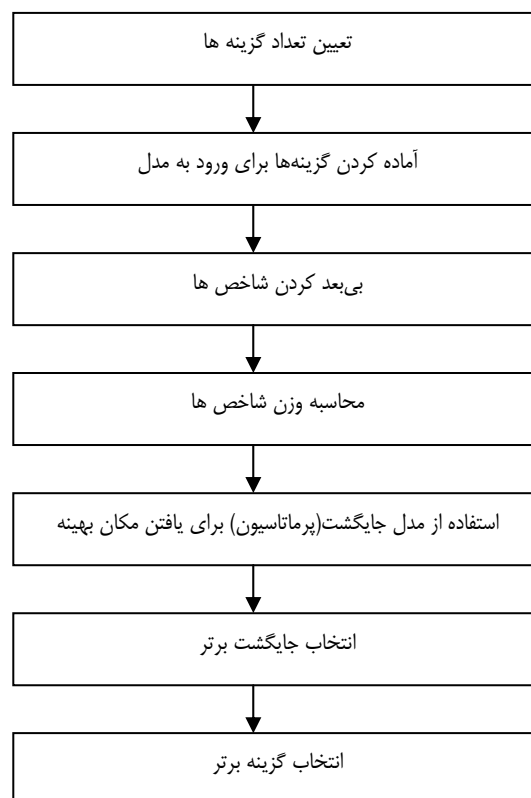 تعیین تعداد گزینه ها
آماده کردن گزینه‌ها برای ورود به مدل
بی‌بعد کردن شاخص ها
محاسبه وزن شاخص ها
استفاده از مدل جایگشت(پرماتاسیون) برای یافتن مکان بهینه
انتخاب جایگشت برتر
انتخاب گزینه برتر